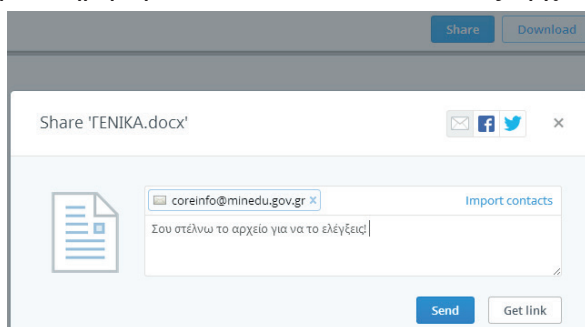 Share Download
Share 'ΓΕΝΙΚΑ.docx'
coreinfo@minedu.gov.gr x Import contacts
Σου στέλνω το αρχείο για να το ελέγξεις!
Send Get link